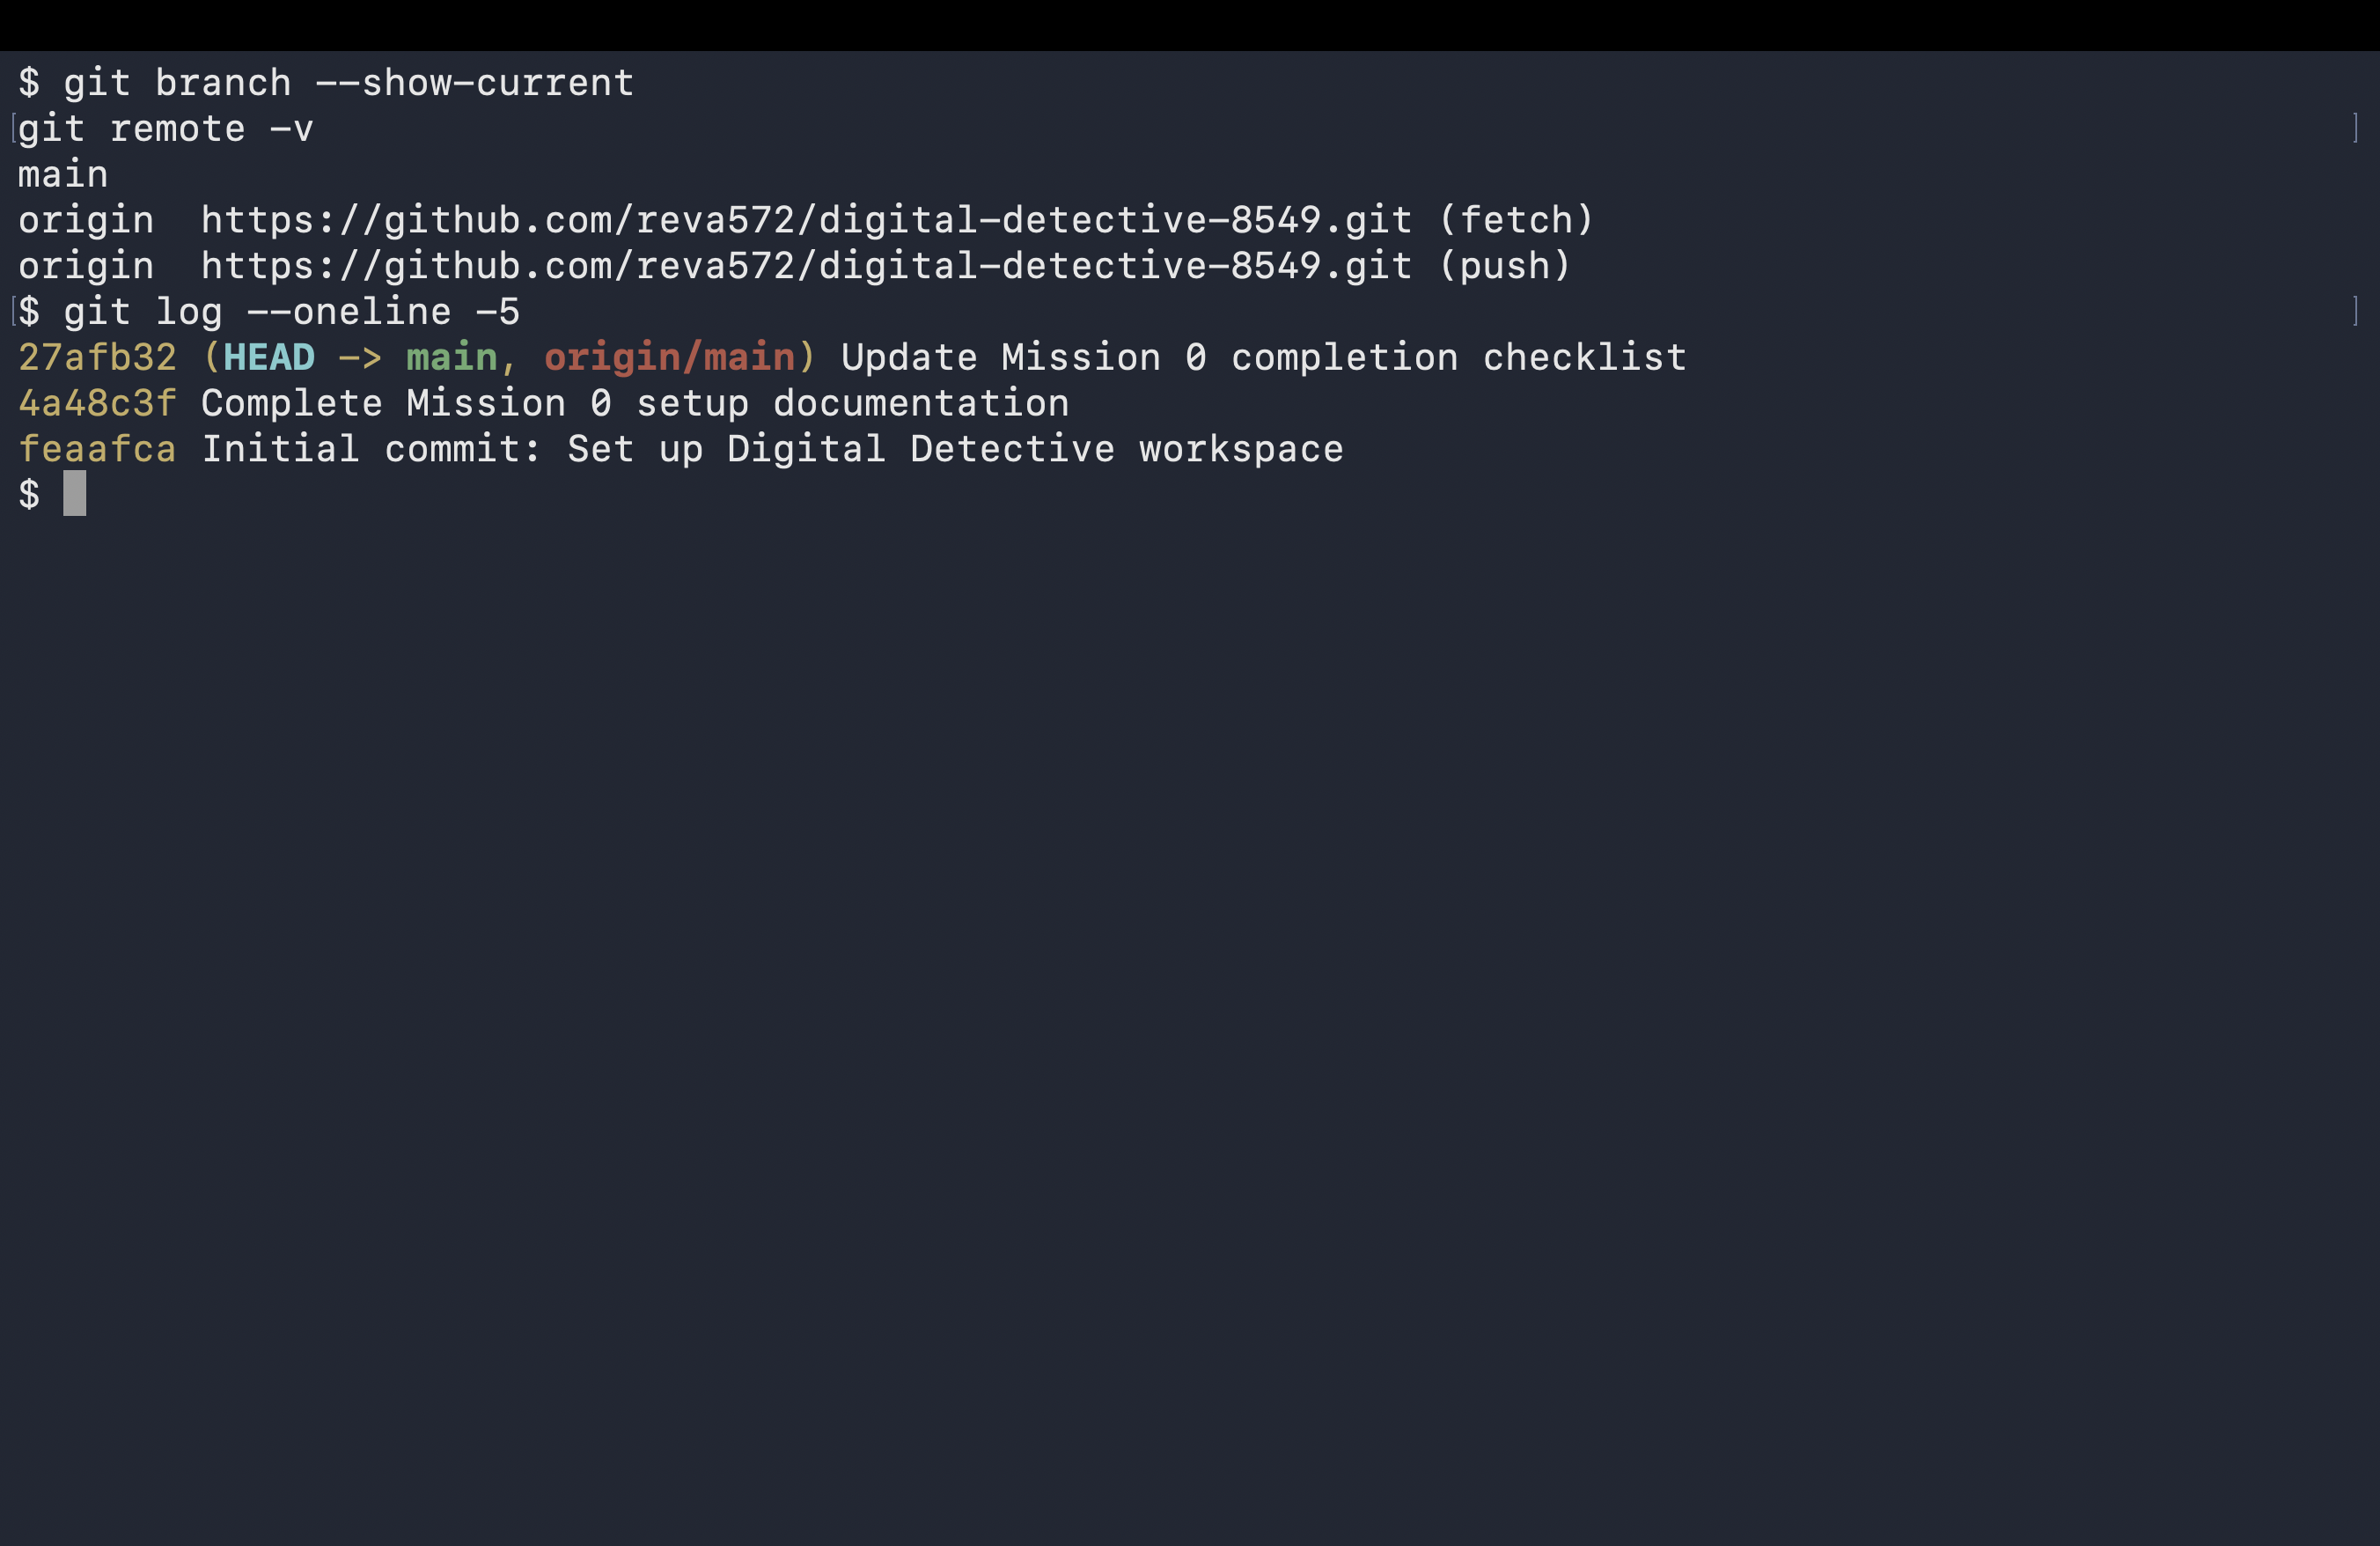 $ git branch --show-current
[git remote -v ]
main
origin  https://github.com/reva572/digital-detective-8549.git (fetch)
origin  https://github.com/reva572/digital-detective-8549.git (push)
[$ git log --oneline -5 ]
27afb32 (HEAD -> main, origin/main) Update Mission 0 completion checklist
4a48c3f Complete Mission 0 setup documentation
feaafca Initial commit: Set up Digital Detective workspace
$